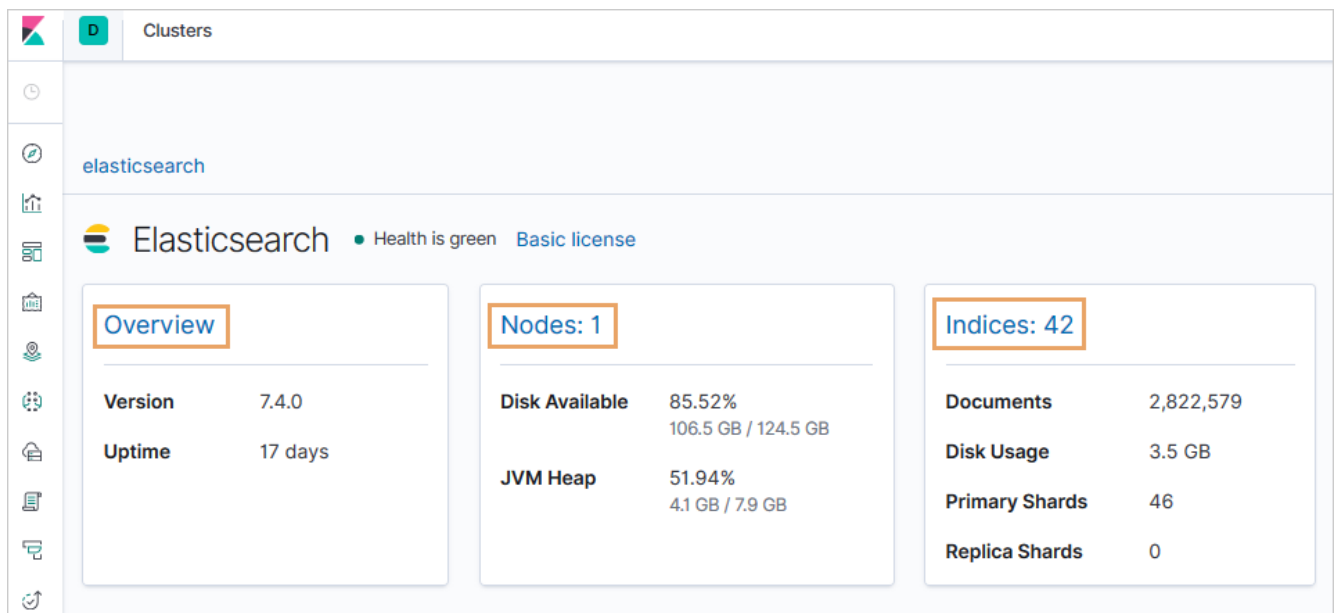 D Clusters
elasticsearch
Elasticsearch Health is green Basic license
Overview
Version 7.4.0
Uptime 17 days
Nodes: 1
Disk Available 85.52%
106.5 GB / 124.5 GB
JVM Heap 51.94%
4.1 GB / 7.9 GB
Indices: 42
Documents 2,822,579
Disk Usage 3.5 GB
Primary Shards 46
Replica Shards 0